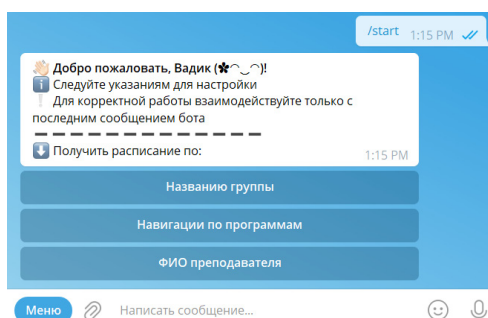 /start 1:15 PM
👋🏻 Добро пожаловать, Вадик (✿◠‿◠)!
ℹ️ Следуйте указаниям для настройки
❕ Для корректной работы взаимодействуйте только с
последним сообщением бота
— — — — — — — — — — — — —
⬇️ Получить расписание по:
1:15 PM
Названию группы
Навигации по программам
ФИО преподавателя
Меню Написать сообщение...